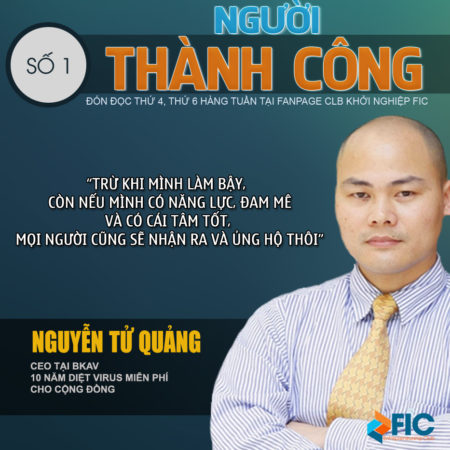 NGƯỜI
SỐ 1
THÀNH CÔNG
ĐÓN ĐỌC THỨ 4, THỨ 6 HÀNG TUẦN TẠI FANPAGE CLB KHỞI NGHIỆP FIC
“TRỪ KHI MÌNH LÀM BẬY,
CÒN NẾU MÌNH CÓ NĂNG LỰC, ĐAM MÊ
VÀ CÓ CÁI TÂM TỐT,
MỌI NGƯỜI CŨNG SẼ NHẬN RA VÀ ỦNG HỘ THÔI”
NGUYỄN TỬ QUẢNG
CEO TẠI BKAV
10 NĂM DIỆT VIRUS MIỄN PHÍ
CHO CỘNG ĐỒNG
FIC